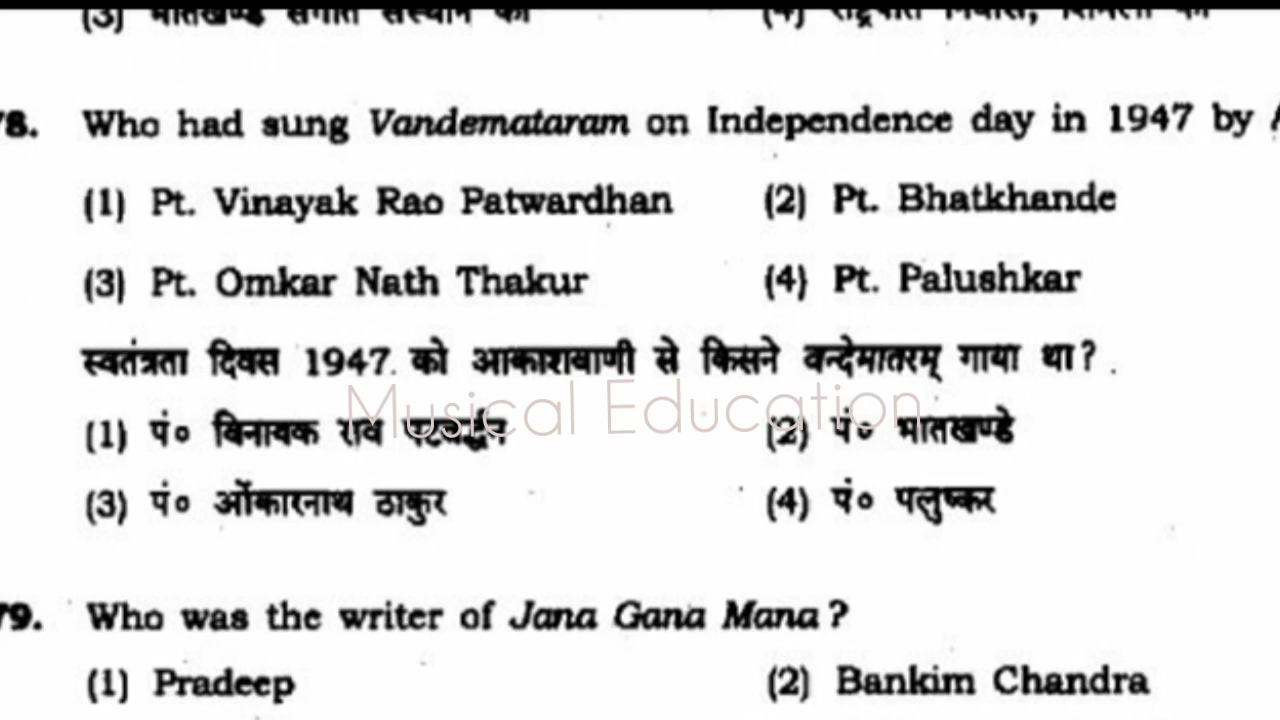 78. Who had sung Vandemataram on Independence day in 1947 by
(1) Pt. Vinayak Rao Patwardhan (2) Pt. Bhatkhande
(3) Pt. Omkar Nath Thakur (4) Pt. Palushkar
स्वतंत्रता दिवस 1947 को आकाशवाणी से किसने वन्देमातरम् गाया था?
Musical Education
(1) पं० विनायक राव पटवर्द्धन (2) पं० भातखण्डे
(3) पं० ओंकारनाथ ठाकुर (4) पं० पलुष्कर
79. Who was the writer of Jana Gana Mana?
(1) Pradeep (2) Bankim Chandra